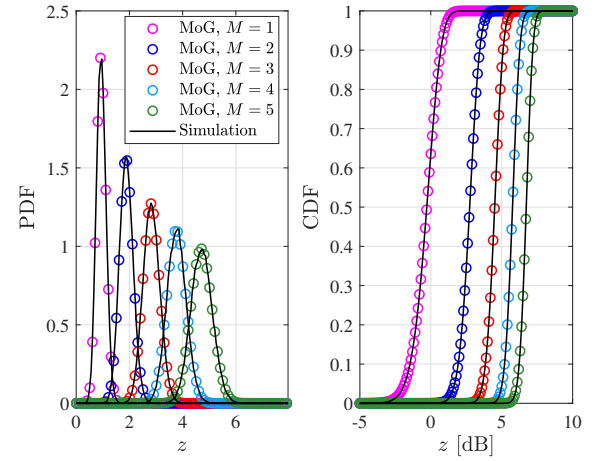 2.5
2
1.5
1
0.5
0
0
2
4
6
PDF
z
MoG, M = 1
MoG, M = 2
MoG, M = 3
MoG, M = 4
MoG, M = 5
Simulation
1
0.9
0.8
0.7
0.6
0.5
0.4
0.3
0.2
0.1
0
-5
0
5
10
CDF
z [dB]